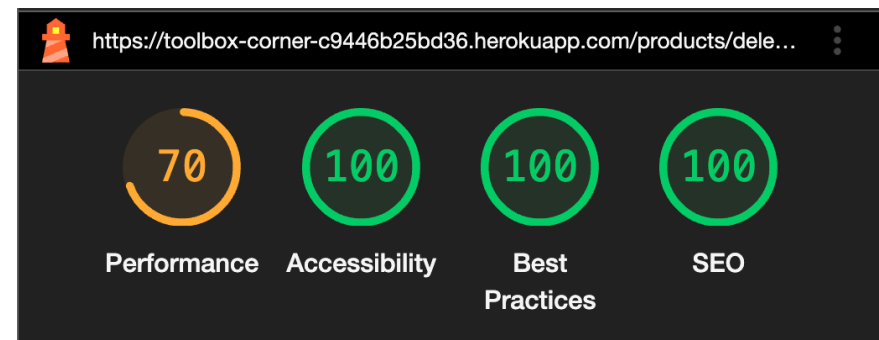 https://toolbox-corner-c9446b25bd36.herokuapp.com/products/dele...
70 100 100 100
Performance Accessibility Best Practices SEO